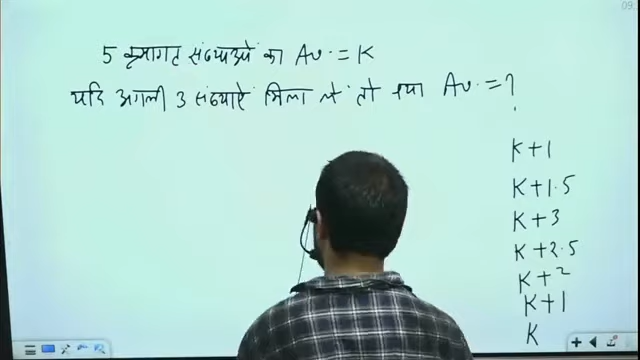 5 क्रमागत संख्याओं का Av. = K
यदि अगली 3 संख्याऐं मिला लें तो नया Av. = ?
K+1
K+1.5
K+3
K+2.5
K+2
K+1
K